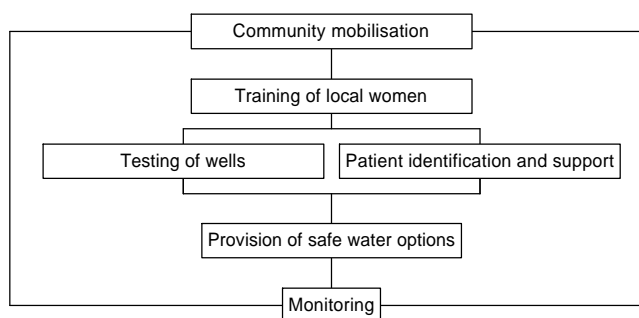 Community mobilisation
Training of local women
Testing of wells
Patient identification and support
Provision of safe water options
Monitoring